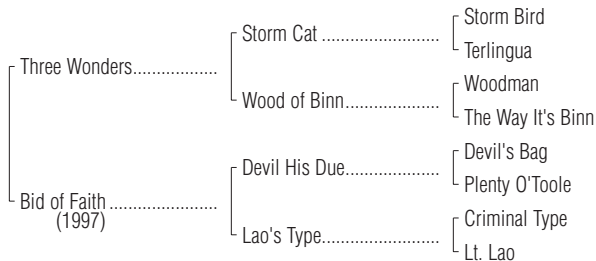 Storm Bird
Storm Cat ......................
Terlingua
Three Wonders................
Woodman
Wood of Binn.................
The Way It's Binn
Devil's Bag
Devil His Due.................
Plenty O'Toole
Bid of Faith ....................
(1997)
Criminal Type
Lao's Type......................
Lt. Lao